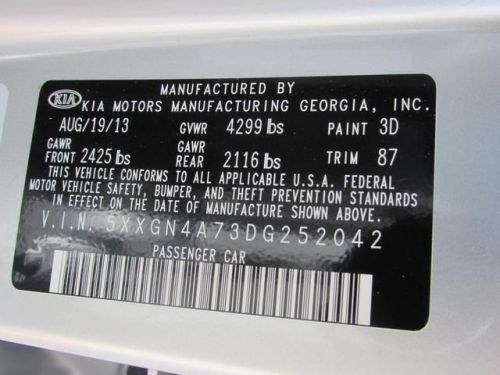 MANUFACTURED BY
KIA KIA MOTORS MANUFACTURING GEORGIA, INC.
AUG/19/13 GVWR 4299 lbs PAINT 3D
GAWR GAWR
FRONT 2425 lbs REAR 2116 lbs TRIM 87
THIS VEHICLE CONFORMS TO ALL APPLICABLE U.S.A. FEDERAL
MOTOR VEHICLE SAFETY, BUMPER, AND THEFT PREVENTION STANDARDS
IN EFFECT ON THE DATE OF MANUFACTURE SHOWN ABOVE.
V.I.N. 5XXGN4A73DG252042
PASSENGER CAR